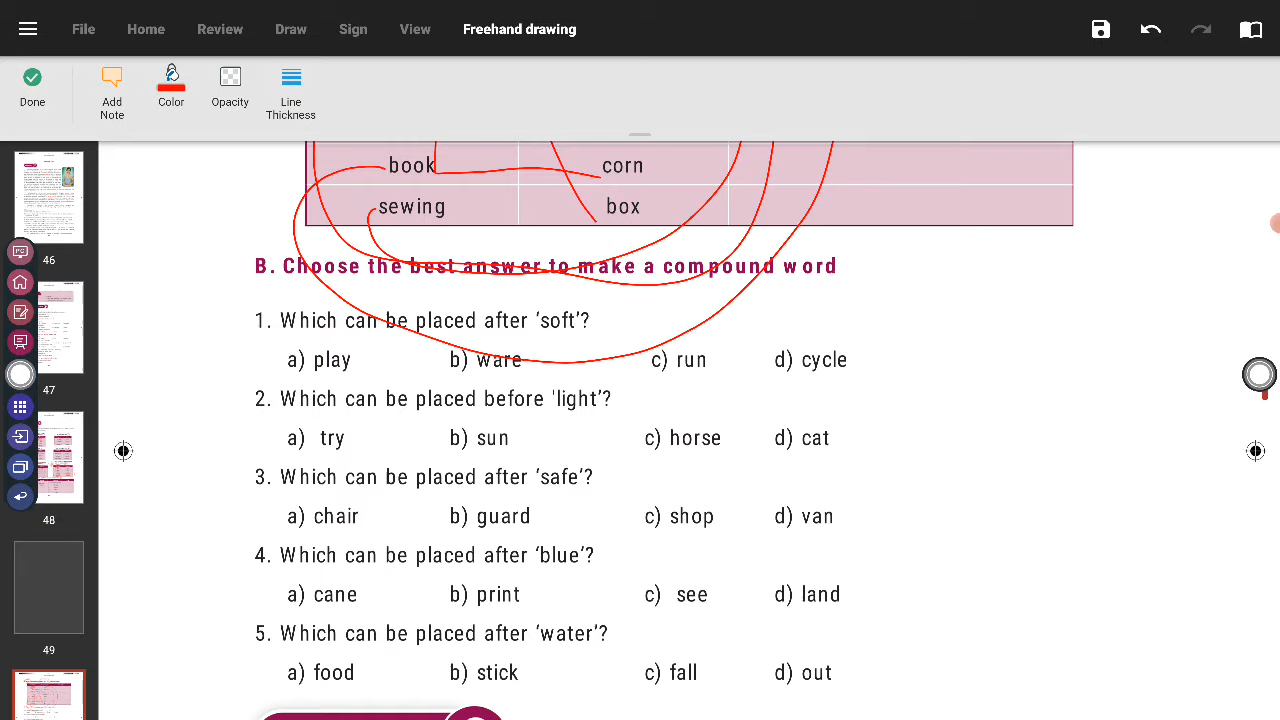 File Home Review Draw Sign View Freehand drawing
Done Add Note Color Opacity Line Thickness
book corn
sewing box
B. Choose the best answer to make a compound word
1. Which can be placed after ‘soft’?
a) play b) ware c) run d) cycle
2. Which can be placed before 'light’?
a) try b) sun c) horse d) cat
3. Which can be placed after ‘safe’?
a) chair b) guard c) shop d) van
4. Which can be placed after ‘blue’?
a) cane b) print c) see d) land
5. Which can be placed after ‘water’?
a) food b) stick c) fall d) out
46
47
48
49